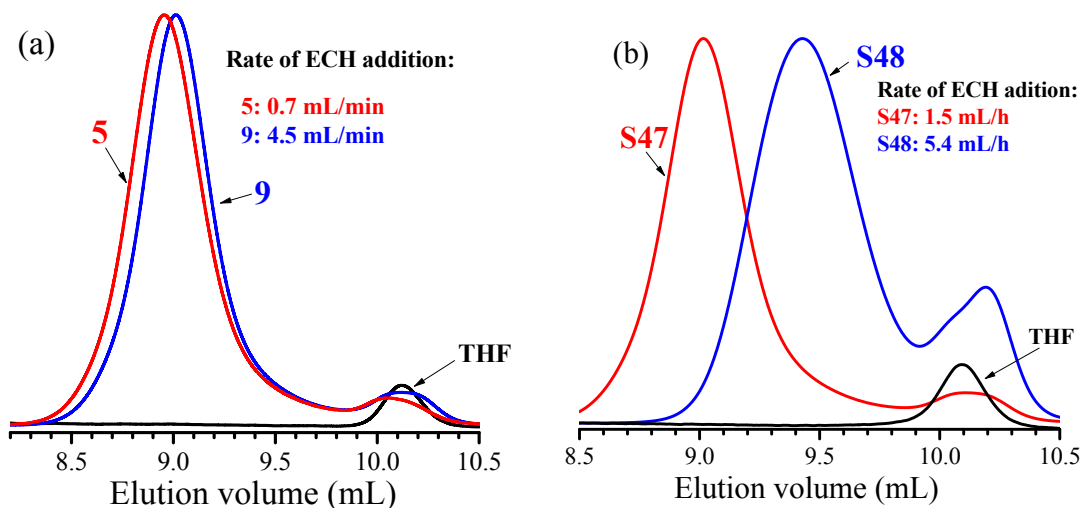 (a)
Rate of ECH addition:
5: 0.7 mL/min
9: 4.5 mL/min
5
9
THF
8.5 9.0 9.5 10.0 10.5
Elution volume (mL)
(b)
S48
Rate of ECH adition:
S47: 1.5 mL/h
S48: 5.4 mL/h
S47
THF
8.5 9.0 9.5 10.0 10.5
Elution volume (mL)